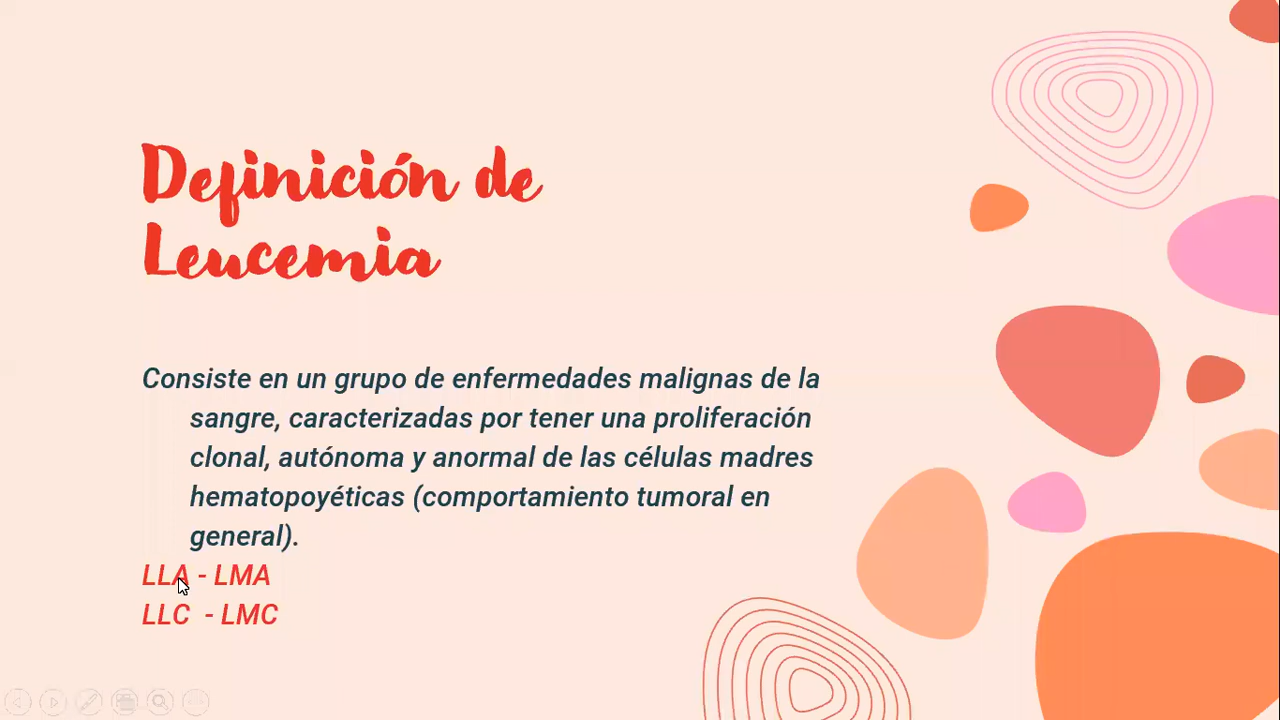 Definición de
Leucemia
Consiste en un grupo de enfermedades malignas de la
sangre, caracterizadas por tener una proliferación
clonal, autónoma y anormal de las células madres
hematopoyéticas (comportamiento tumoral en
general).
LLA - LMA
LLC - LMC